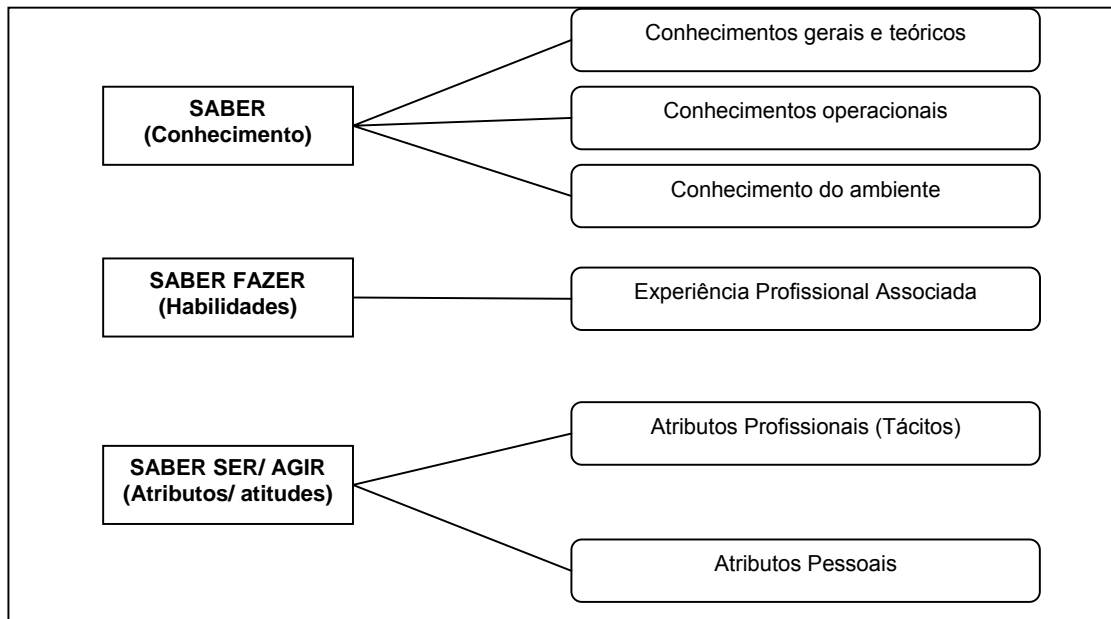 SABER
(Conhecimento)
Conhecimentos gerais e teóricos
Conhecimentos operacionais
Conhecimento do ambiente
SABER FAZER
(Habilidades)
Experiência Profissional Associada
SABER SER/ AGIR
(Atributos/ atitudes)
Atributos Profissionais (Tácitos)
Atributos Pessoais